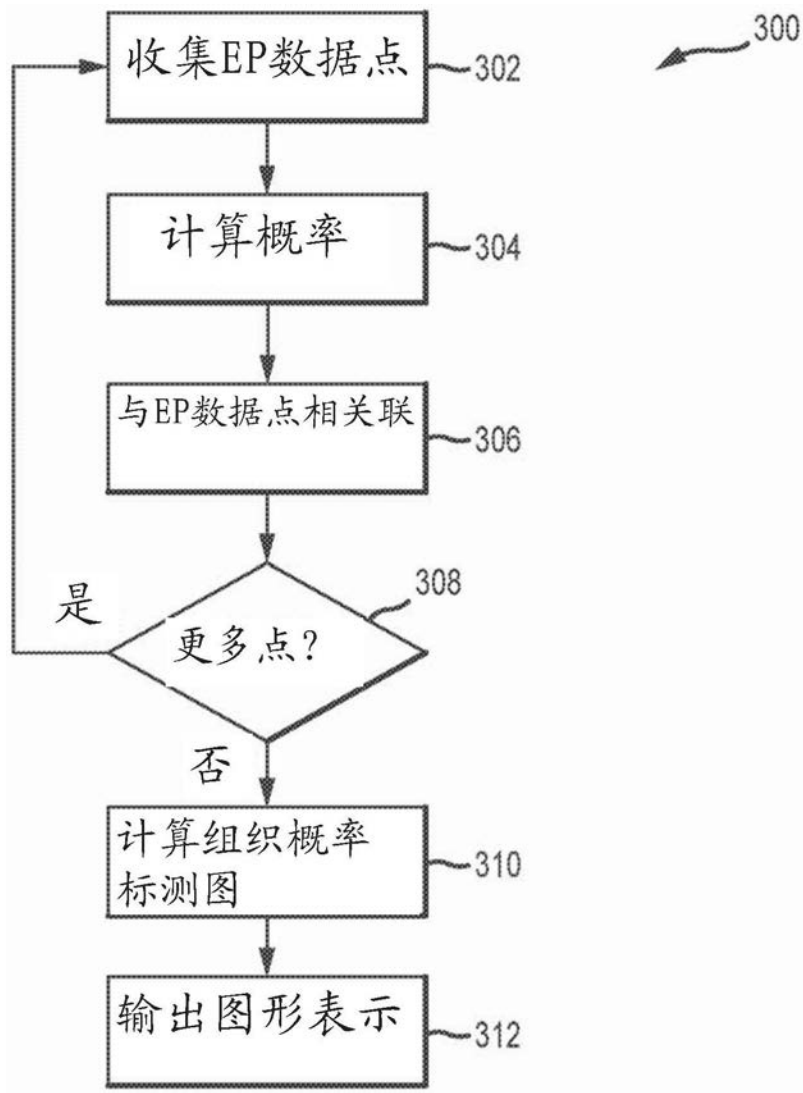 300
收集EP数据点
302
计算概率
304
与EP数据点相关联
306
308
是
更多点?
否
计算组织概率
标测图
310
输出图形表示
312